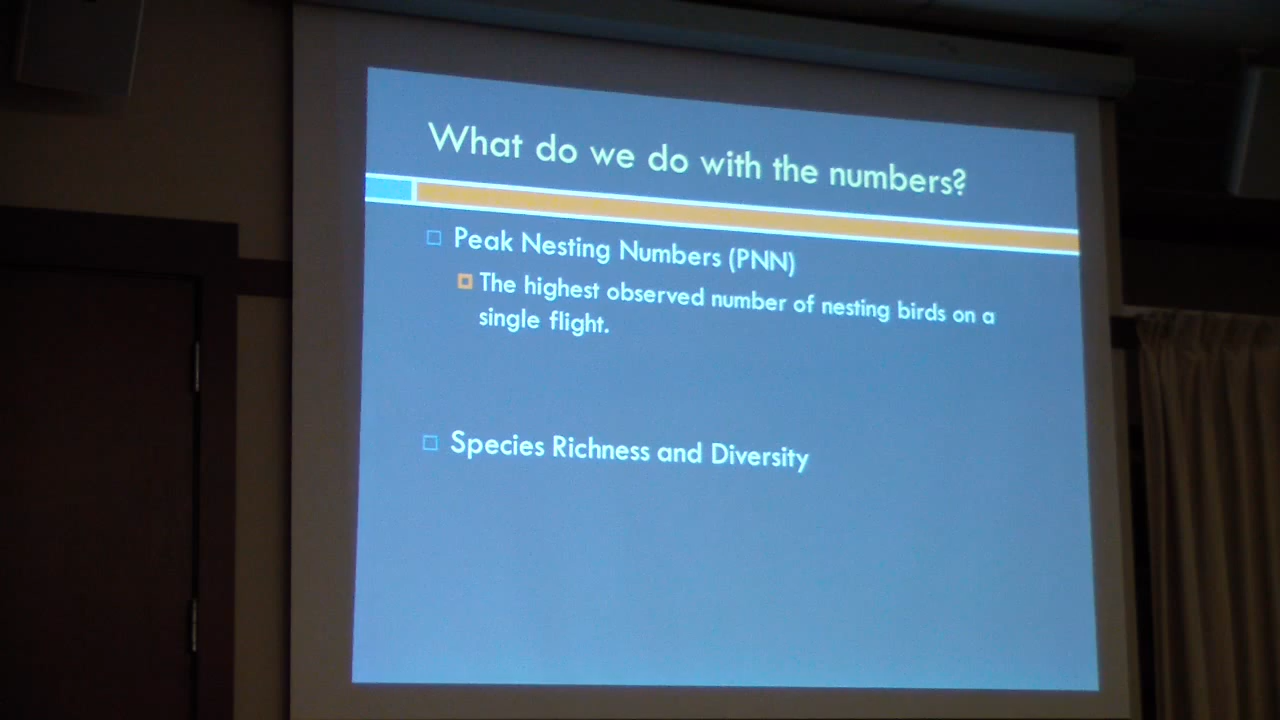 What do we do with the numbers?
Peak Nesting Numbers (PNN)
The highest observed number of nesting birds on a
single flight.
Species Richness and Diversity